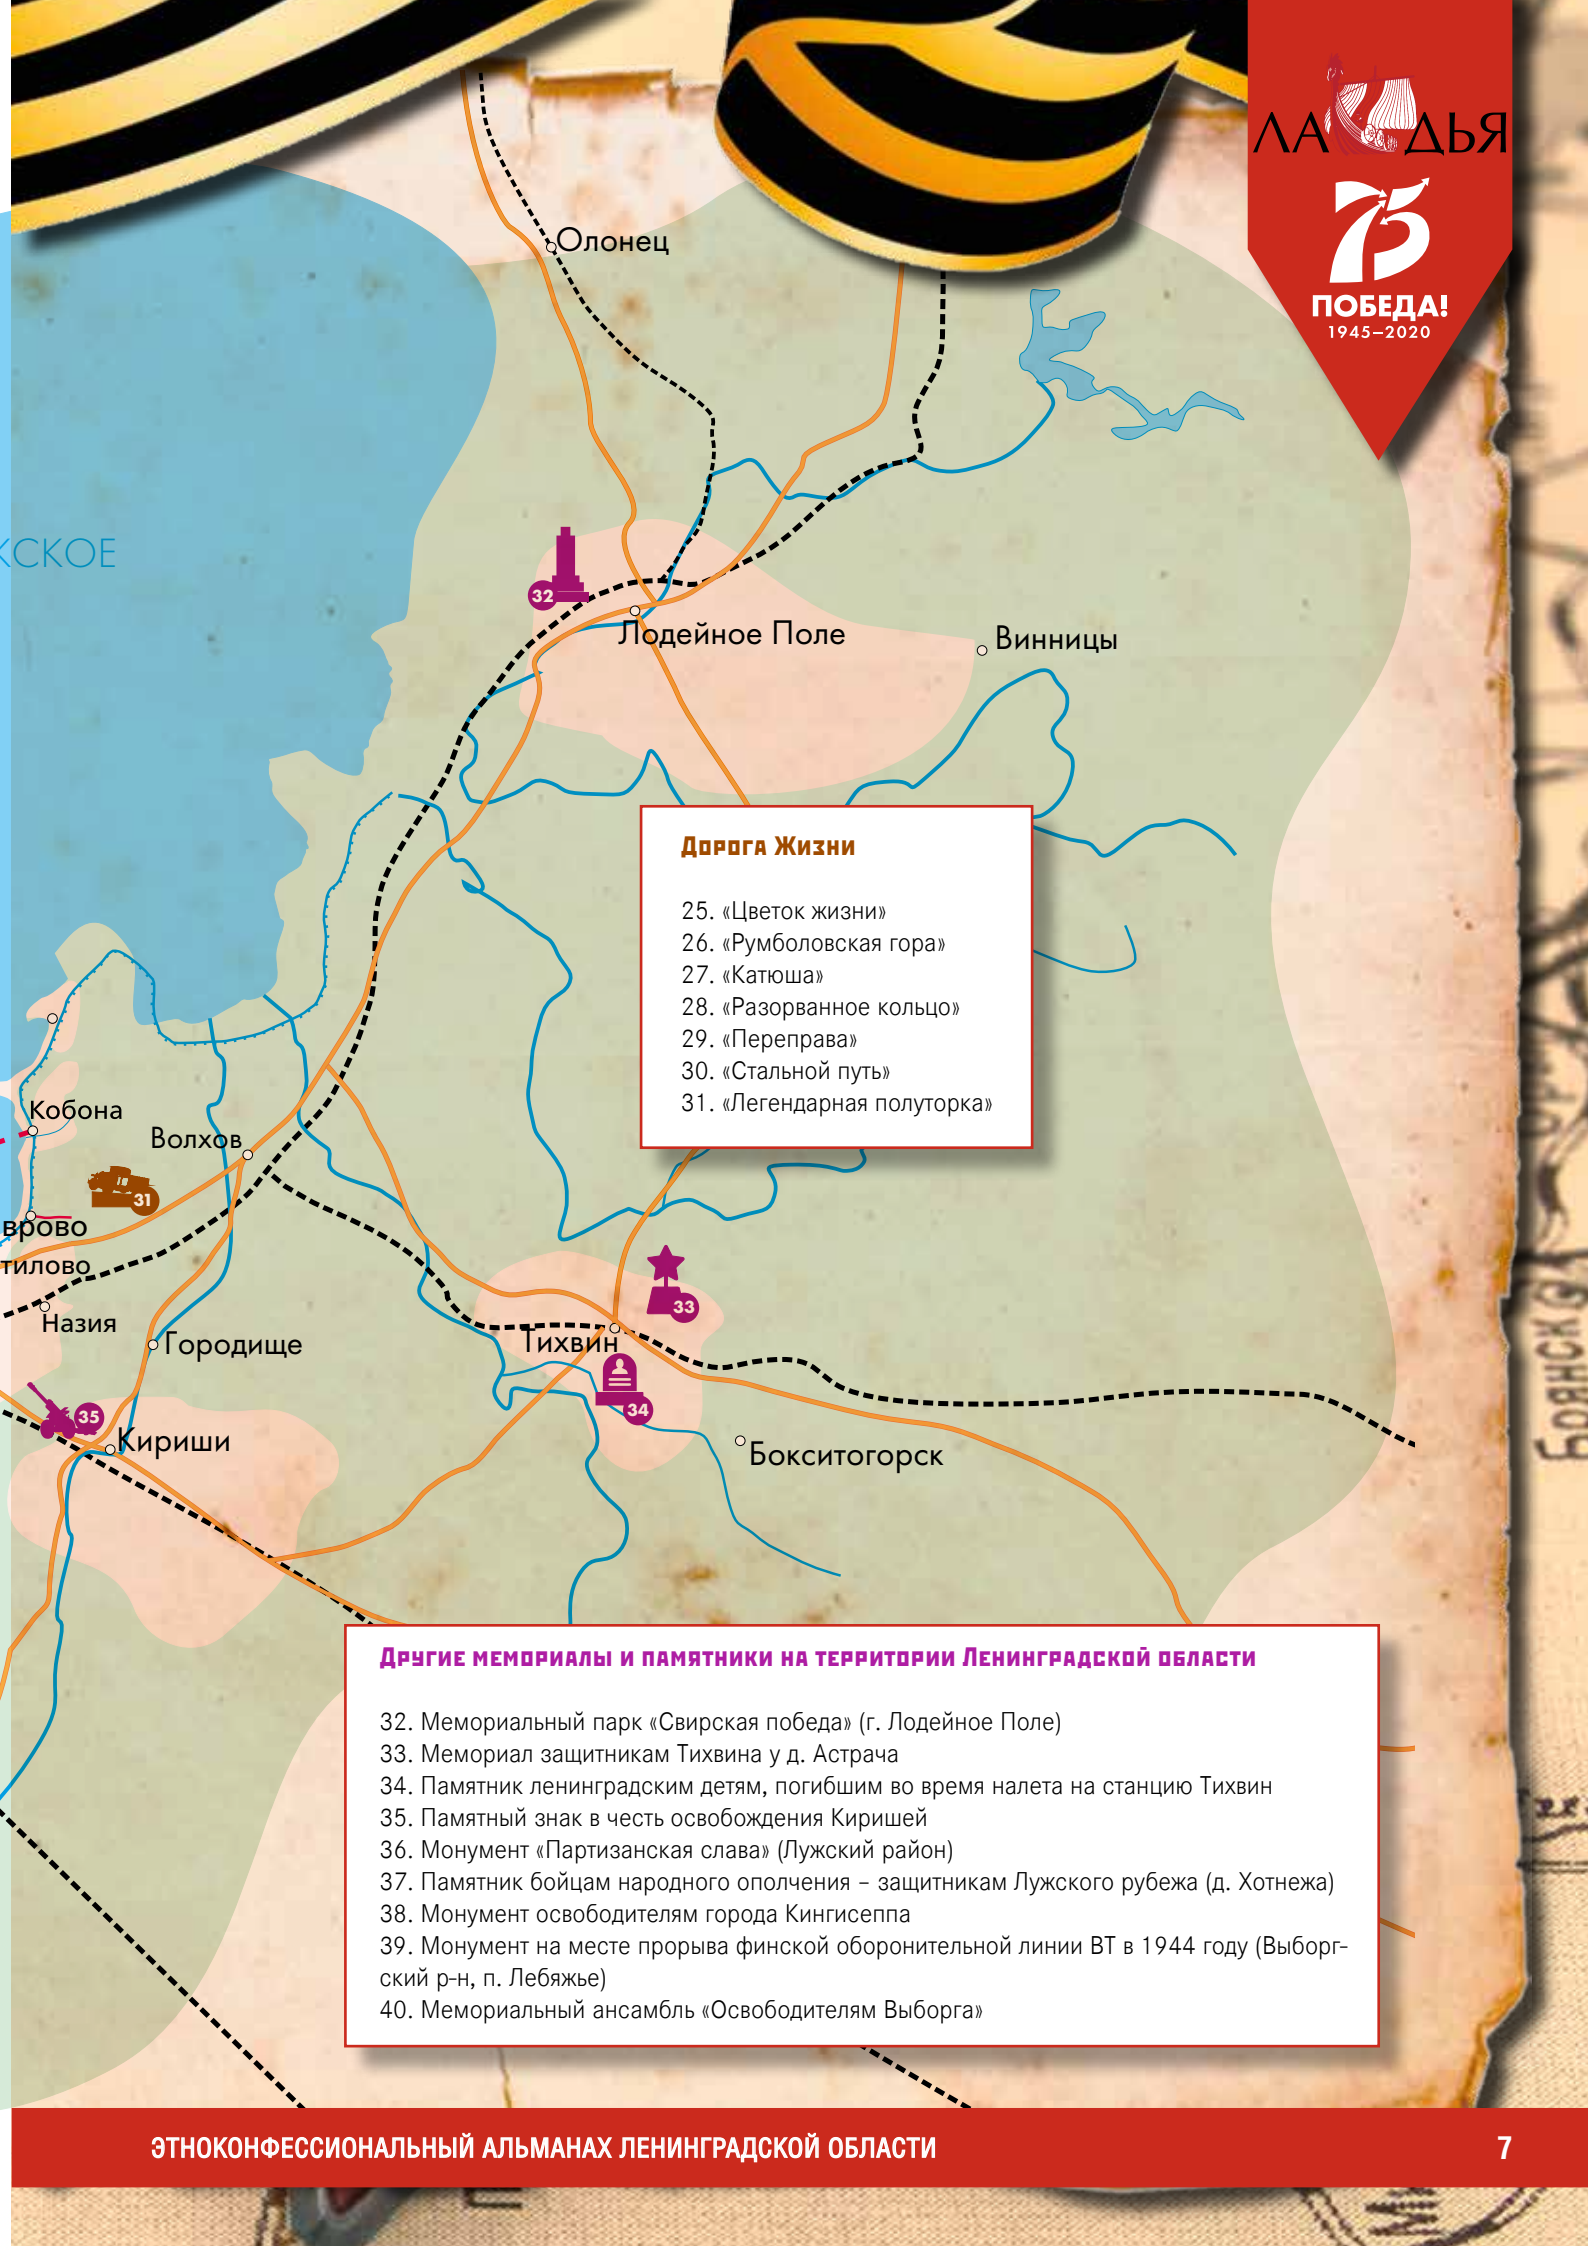 ЛАДЬЯ
75
ПОБЕДА!
1945–2020
Олонец
КСКОЕ
32
Лодейное Поле
Винницы
Дорога Жизни
25. «Цветок жизни»
26. «Румболовская гора»
27. «Катюша»
28. «Разорванное кольцо»
29. «Переправа»
30. «Стальной путь»
31. «Легендарная полуторка»
Кобона
Волхов
31
врово
тилово
Назия
Городище
33
Тихвин
34
35
Кириши
Бокситогорск
Другие мемориалы и памятники на территории Ленинградской области
32. Мемориальный парк «Свирская победа» (г. Лодейное Поле)
33. Мемориал защитникам Тихвина у д. Астрача
34. Памятник ленинградским детям, погибшим во время налета на станцию Тихвин
35. Памятный знак в честь освобождения Киришей
36. Монумент «Партизанская слава» (Лужский район)
37. Памятник бойцам народного ополчения – защитникам Лужского рубежа (д. Хотнежа)
38. Монумент освободителям города Кингисеппа
39. Монумент на месте прорыва финской оборонительной линии ВТ в 1944 году (Выборг-
ский р-н, п. Лебяжье)
40. Мемориальный ансамбль «Освободителям Выборга»
ЭТНОКОНФЕССИОНАЛЬНЫЙ АЛЬМАНАХ ЛЕНИНГРАДСКОЙ ОБЛАСТИ
7